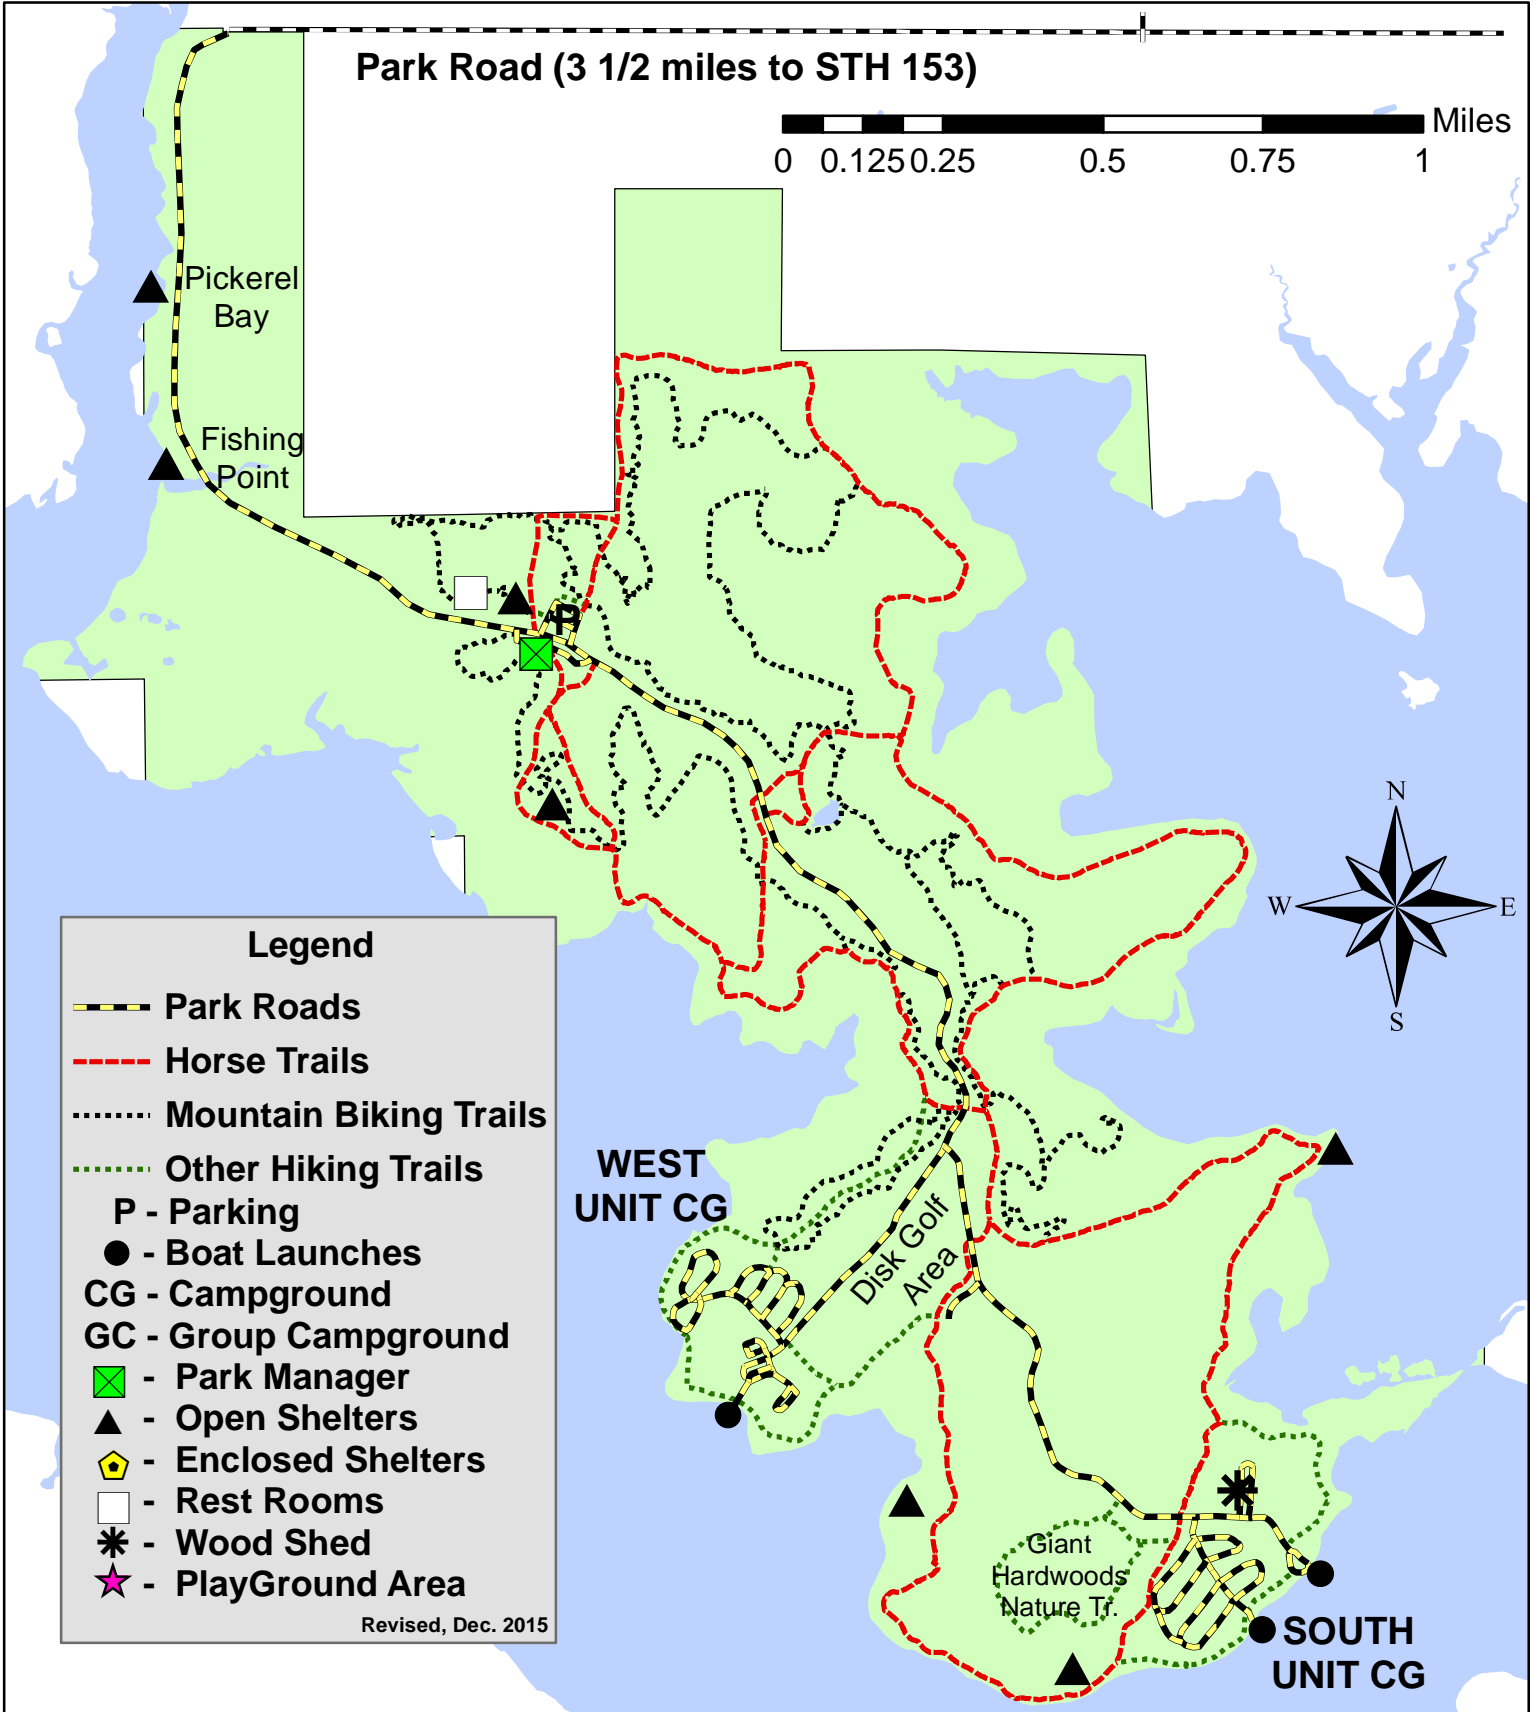 Park Road (3 1/2 miles to STH 153)
Miles
0 0.125 0.25 0.5 0.75 1
Pickerel
Bay
Fishing
Point
P
N
W E
S
Legend
Park Roads
Horse Trails
Mountain Biking Trails
Other Hiking Trails
P - Parking
- Boat Launches
CG - Campground
GC - Group Campground
- Park Manager
- Open Shelters
- Enclosed Shelters
- Rest Rooms
- Wood Shed
- PlayGround Area
Revised, Dec. 2015
WEST
UNIT CG
Disk Golf
Area
Giant
Hardwoods
Nature Tr.
SOUTH
UNIT CG